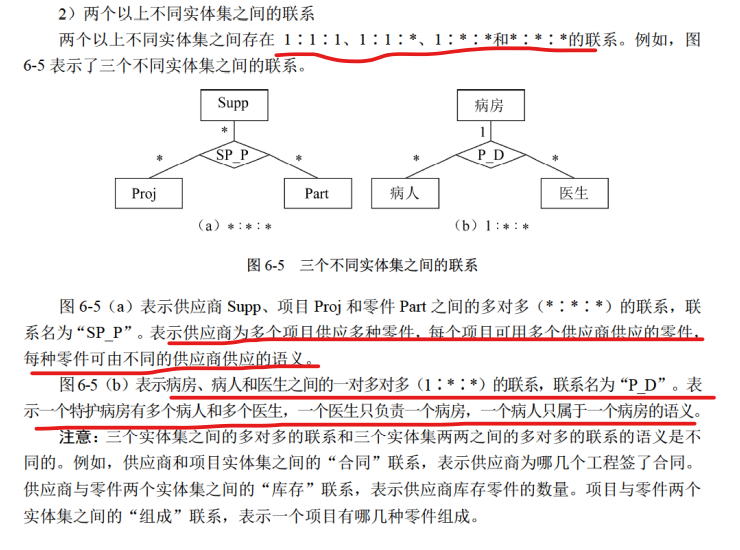 2）两个以上不同实体集之间的联系
两个以上不同实体集之间存在 1∶1∶1、1∶1∶*、1∶*∶*和*∶*∶*的联系。例如，图
6-5 表示了三个不同实体集之间的联系。
Supp
*
SP_P
*
*
Proj
Part
（a）*∶*∶*
病房
1
P_D
*
*
病人
医生
（b）1∶*∶*
图 6-5 三个不同实体集之间的联系
图 6-5（a）表示供应商 Supp、项目 Proj 和零件 Part 之间的多对多（*∶*∶*）的联系，联
系名为“SP_P”。表示供应商为多个项目供应多种零件，每个项目可用多个供应商供应的零件，
每种零件可由不同的供应商供应的语义。
图6-5（b）表示病房、病人和医生之间的一对多对多（1∶*∶*）的联系，联系名为“P_D”。表
示一个特护病房有多个病人和多个医生，一个医生只负责一个病房，一个病人只属于一个病房的语义。
注意：三个实体集之间的多对多的联系和三个实体集两两之间的多对多的联系的语义是不
同的。例如，供应商和项目实体集之间的“合同”联系，表示供应商为哪几个工程签了合同。
供应商与零件两个实体集之间的“库存”联系，表示供应商库存零件的数量。项目与零件两个
实体集之间的“组成”联系，表示一个项目有哪几种零件组成。